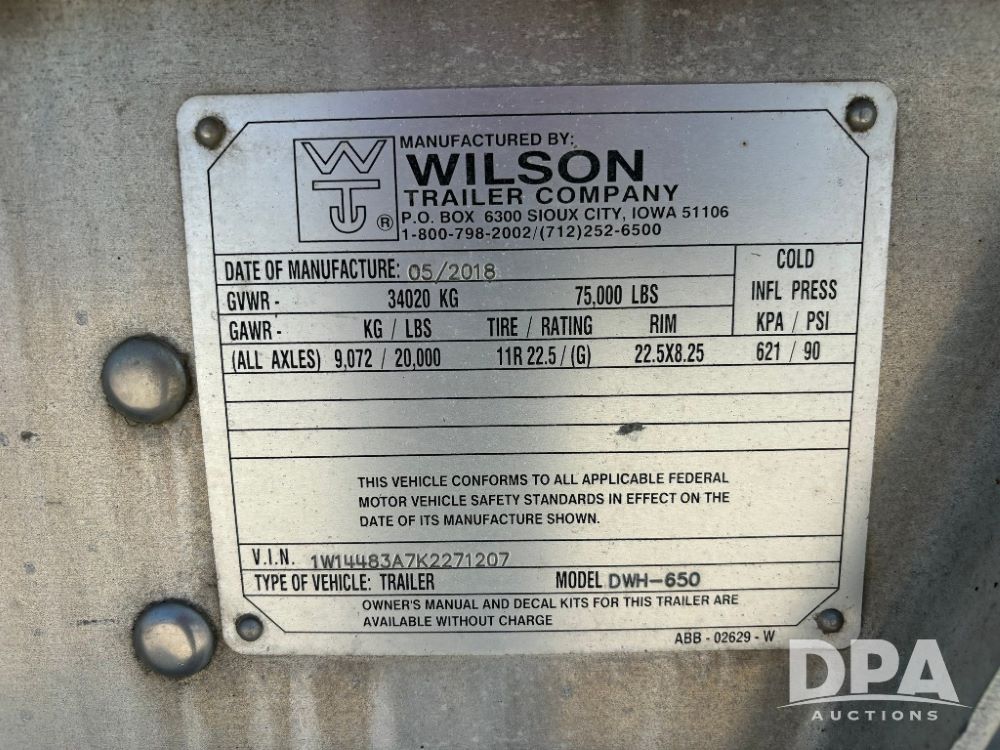 WT ®
MANUFACTURED BY:
WILSON
TRAILER COMPANY
P.O. BOX 6300 SIOUX CITY, IOWA 51106
1-800-798-2002/(712)252-6500
DATE OF MANUFACTURE: 05/2018
GVWR - 34020 KG 75,000 LBS
COLD
INFL PRESS
KPA / PSI
GAWR - KG / LBS TIRE / RATING RIM
(ALL AXLES) 9,072 / 20,000 11R 22.5 / (G) 22.5X8.25 621 / 90
THIS VEHICLE CONFORMS TO ALL APPLICABLE FEDERAL
MOTOR VEHICLE SAFETY STANDARDS IN EFFECT ON THE
DATE OF ITS MANUFACTURE SHOWN.
V.I.N. 1W14483A7K2271207
TYPE OF VEHICLE: TRAILER MODEL DWH-650
OWNER'S MANUAL AND DECAL KITS FOR THIS TRAILER ARE
AVAILABLE WITHOUT CHARGE
ABB - 02629 - W
DPA
AUCTIONS